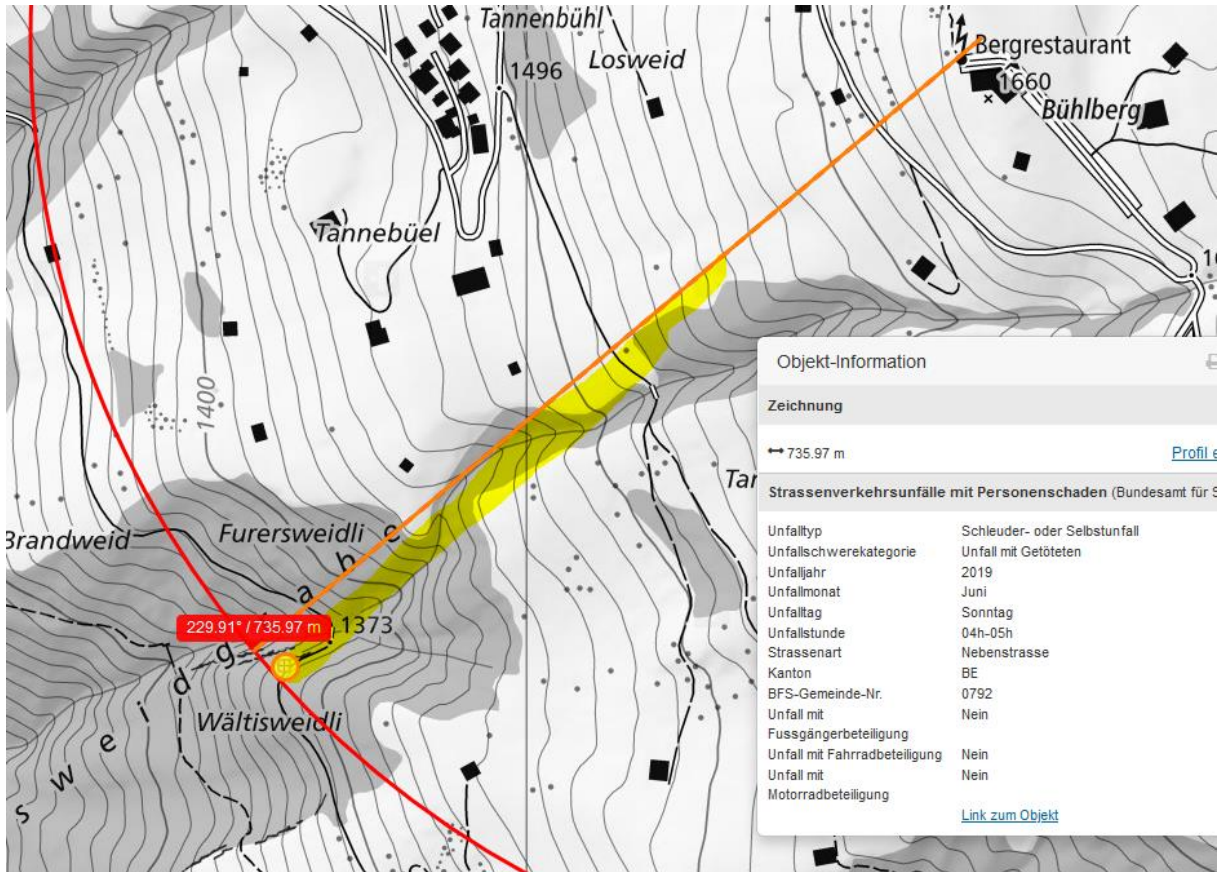 Tannenbühl
Losweid
1496
Bergrestaurant
1660
Bühlberg
Tannebüel
1400
Objekt-Information
Zeichnung
735.97 m
Profil e
Strassenverkehrsunfälle mit Personenschaden (Bundesamt für S
Unfalltyp Schleuder- oder Selbstunfall
Unfallschwerekategorie Unfall mit Getöteten
Unfalljahr 2019
Unfallmonat Juni
Unfalltag Sonntag
Unfallstunde 04h-05h
Strassenart Nebenstrasse
Kanton BE
BFS-Gemeinde-Nr. 0792
Unfall mit Nein
Fussgängerbeteiligung
Unfall mit Fahrradbeteiligung Nein
Unfall mit Nein
Motorradbeteiligung
Link zum Objekt
Brandweid
Furersweidli
229.91° / 735.97 m
1373
Wältisweidli